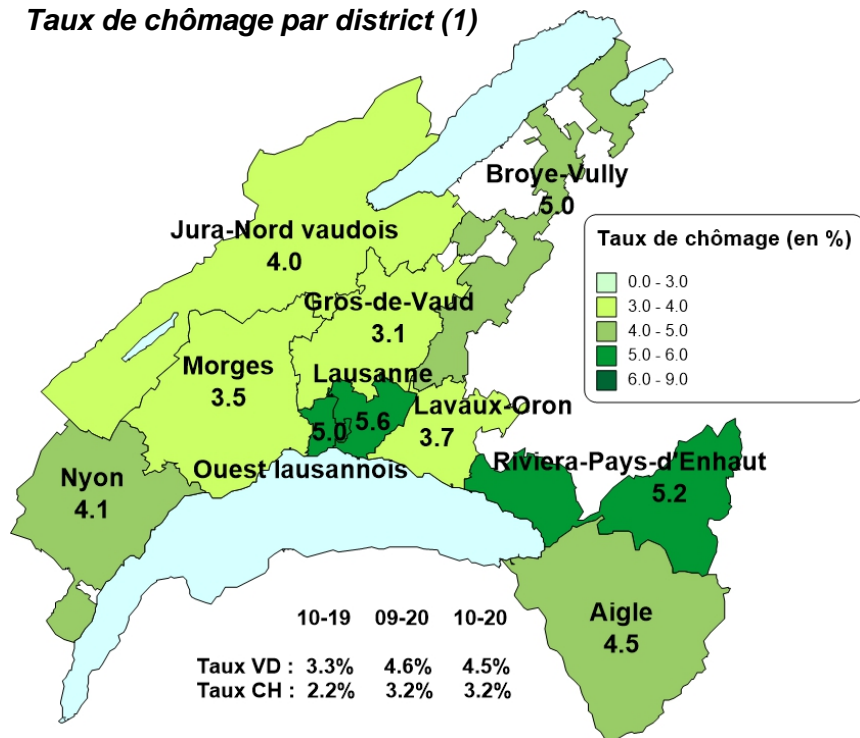 Taux de chômage par district (1)
Broye-Vully
5.0
Jura-Nord vaudois
4.0
Taux de chômage (en %)
0.0 - 3.0
3.0 - 4.0
4.0 - 5.0
5.0 - 6.0
6.0 - 9.0
Gros-de-Vaud
3.1
Morges
3.5
Lausanne
5.6
5.0
Lavaux-Oron
3.7
Ouest lausannois
Riviera-Pays-d'Enhaut
5.2
Nyon
4.1
Aigle
4.5
10-19 09-20 10-20
Taux VD : 3.3% 4.6% 4.5%
Taux CH : 2.2% 3.2% 3.2%